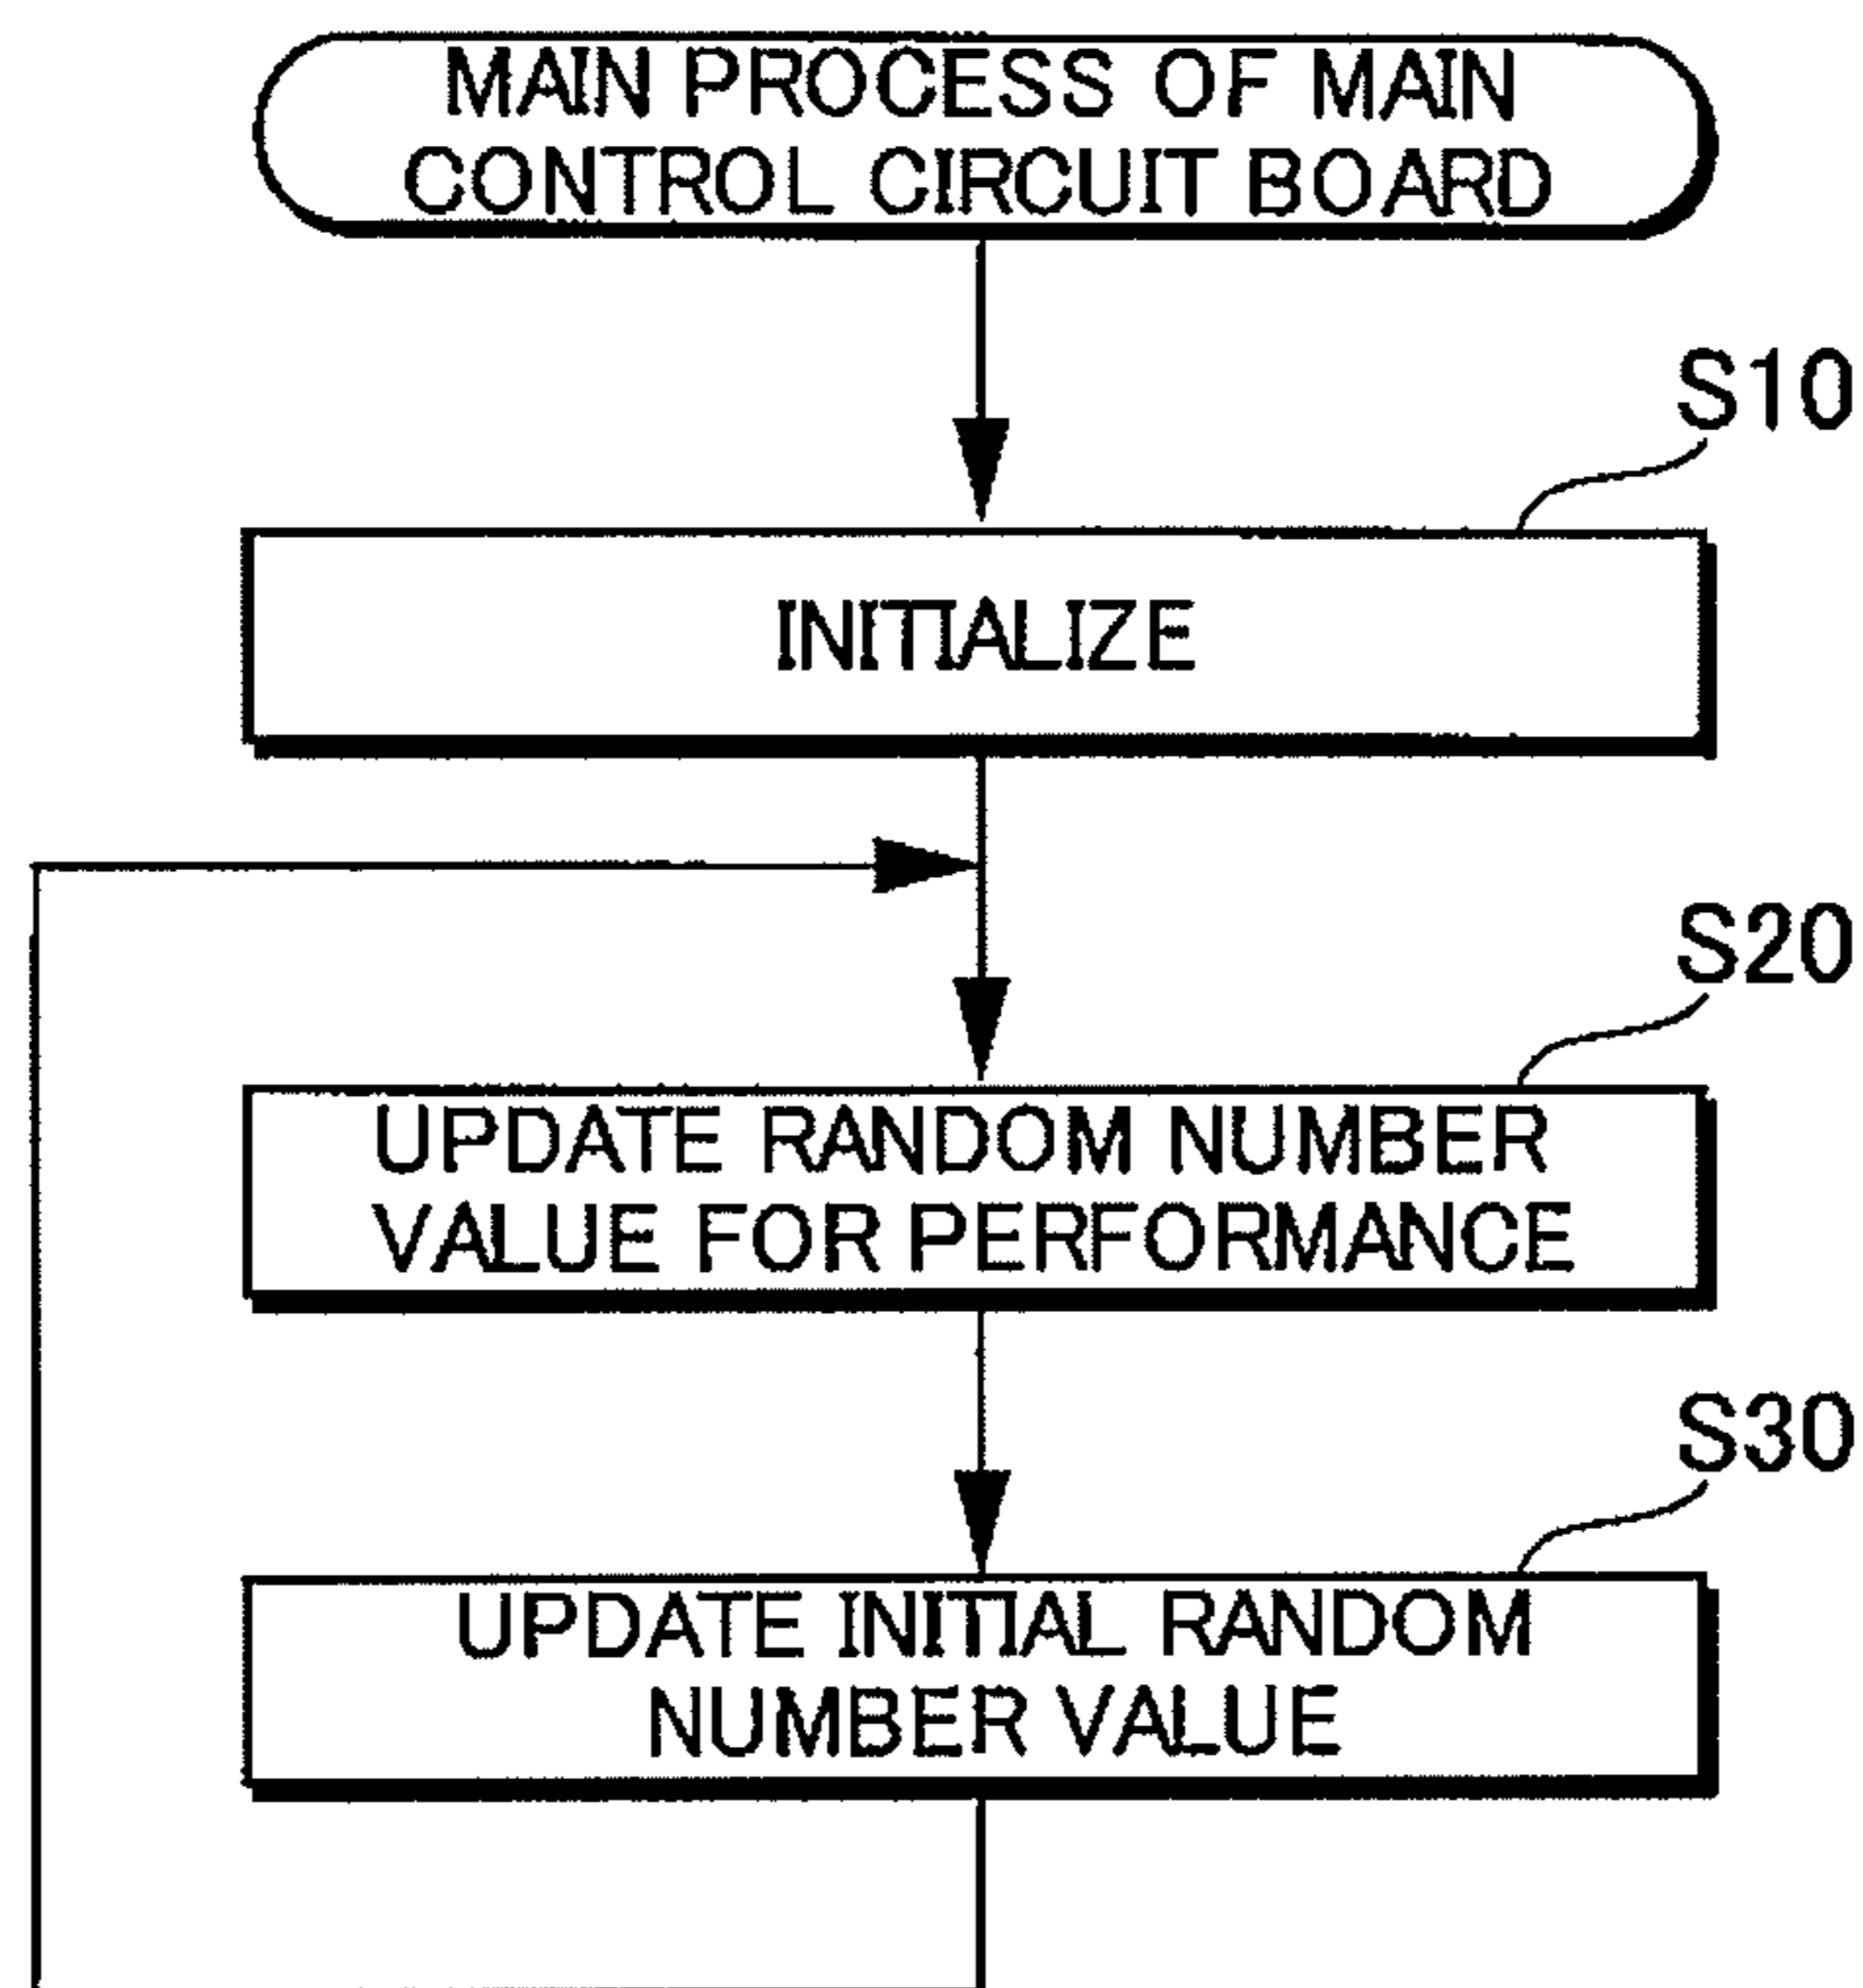 MAIN PROCESS OF MAIN
CONTROL CIRCUIT BOARD
S10
INITIALIZE
S20
UPDATE RANDOM NUMBER
VALUE FOR PERFORMANCE
S30
UPDATE INITIAL RANDOM
NUMBER VALUE